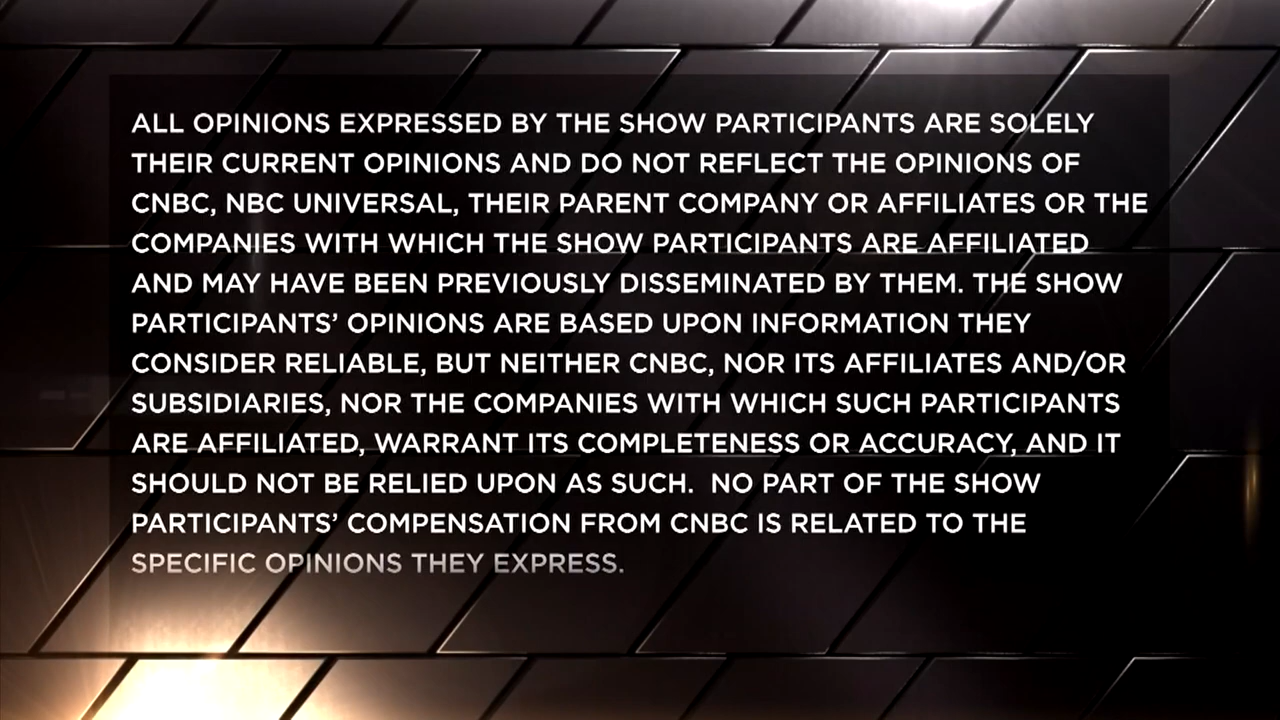 ALL OPINIONS EXPRESSED BY THE SHOW PARTICIPANTS ARE SOLELY
THEIR CURRENT OPINIONS AND DO NOT REFLECT THE OPINIONS OF
CNBC, NBC UNIVERSAL, THEIR PARENT COMPANY OR AFFILIATES OR THE
COMPANIES WITH WHICH THE SHOW PARTICIPANTS ARE AFFILIATED
AND MAY HAVE BEEN PREVIOUSLY DISSEMINATED BY THEM. THE SHOW
PARTICIPANTS’ OPINIONS ARE BASED UPON INFORMATION THEY
CONSIDER RELIABLE, BUT NEITHER CNBC, NOR ITS AFFILIATES AND/OR
SUBSIDIARIES, NOR THE COMPANIES WITH WHICH SUCH PARTICIPANTS
ARE AFFILIATED, WARRANT ITS COMPLETENESS OR ACCURACY, AND IT
SHOULD NOT BE RELIED UPON AS SUCH.  NO PART OF THE SHOW
PARTICIPANTS’ COMPENSATION FROM CNBC IS RELATED TO THE
SPECIFIC OPINIONS THEY EXPRESS.